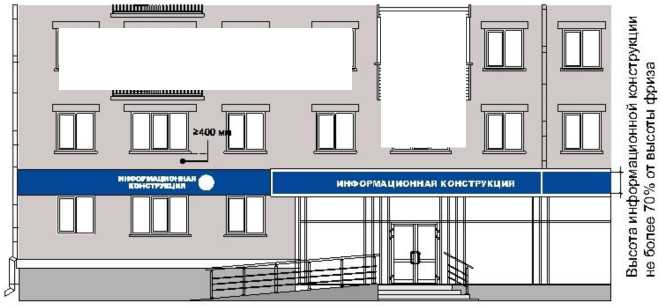 ≥400 мм
ИНФОРМАЦИОННАЯ
КОНСТРУКЦИЯ
ИНФОРМАЦИОННАЯ КОНСТРУКЦИЯ
Высота информационной конструкции
не более 70% от высоты фриза